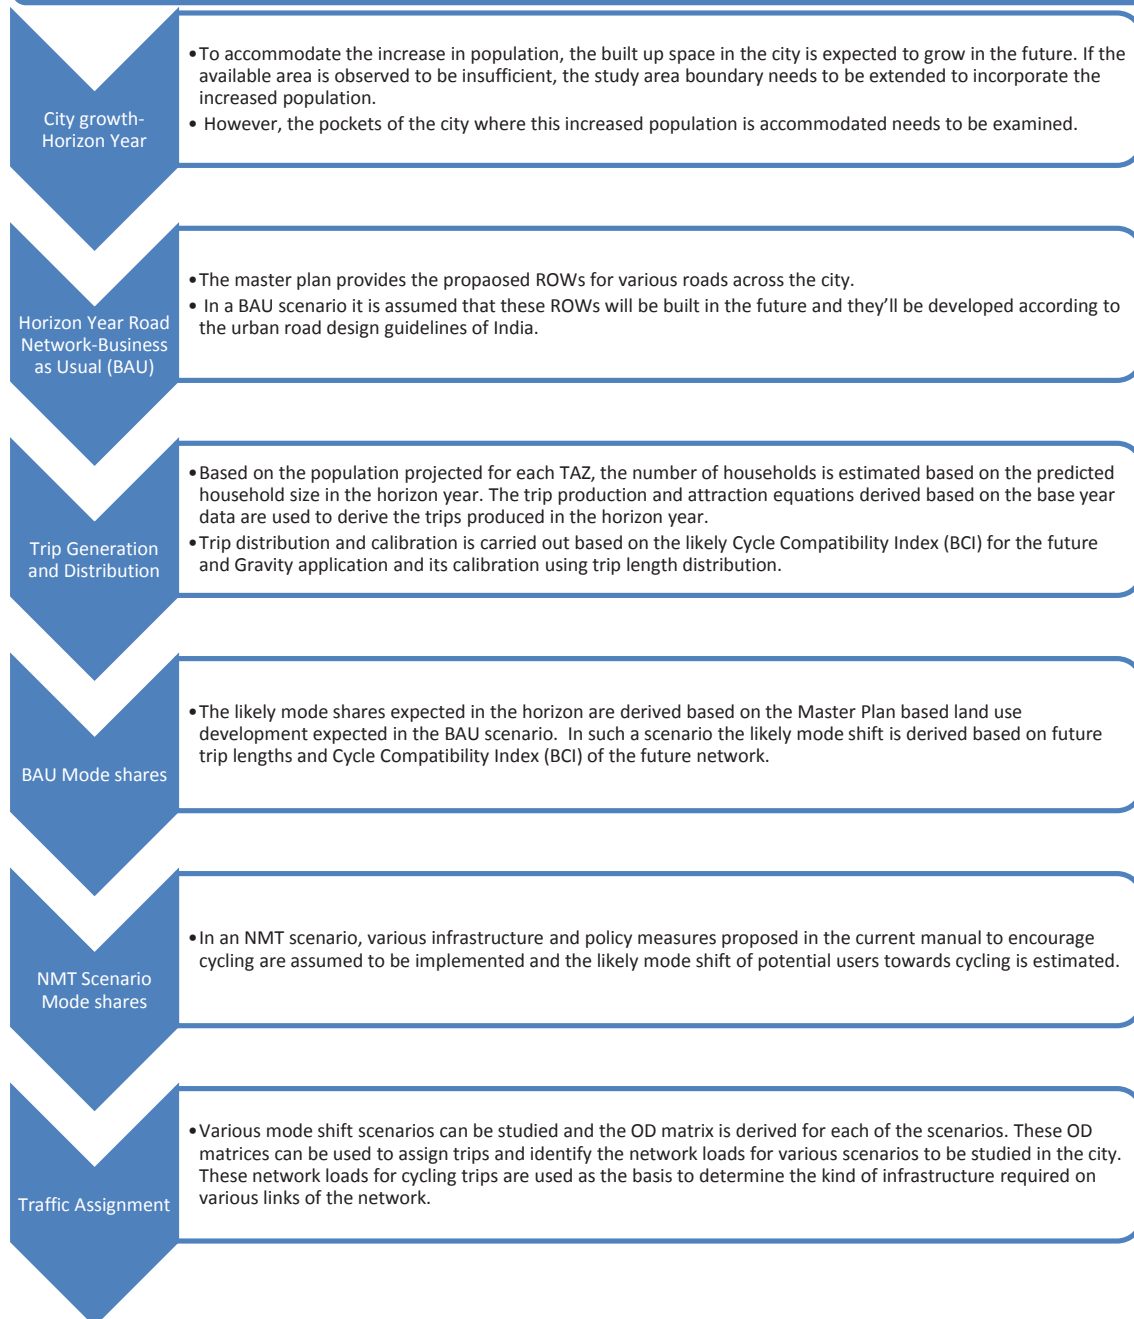 City growth-
Horizon Year
•To accommodate the increase in population, the built up space in the city is expected to grow in the future. If the
available area is observed to be insufficient, the study area boundary needs to be extended to incorporate the
increased population.
• However, the pockets of the city where this increased population is accommodated needs to be examined.
Horizon Year Road
Network-Business
as Usual (BAU)
•The master plan provides the propaosed ROWs for various roads across the city.
• In a BAU scenario it is assumed that these ROWs will be built in the future and they'll be developed according to
the urban road design guidelines of India.
Trip Generation
and Distribution
•Based on the population projected for each TAZ, the number of households is estimated based on the predicted
household size in the horizon year. The trip production and attraction equations derived based on the base year
data are used to derive the trips produced in the horizon year.
•Trip distribution and calibration is carried out based on the likely Cycle Compatibility Index (BCI) for the future
and Gravity application and its calibration using trip length distribution.
BAU Mode shares
•The likely mode shares expected in the horizon are derived based on the Master Plan based land use
development expected in the BAU scenario.  In such a scenario the likely mode shift is derived based on future
trip lengths and Cycle Compatibility Index (BCI) of the future network.
NMT Scenario
Mode shares
•In an NMT scenario, various infrastructure and policy measures proposed in the current manual to encourage
cycling are assumed to be implemented and the likely mode shift of potential users towards cycling is estimated.
Traffic Assignment
•Various mode shift scenarios can be studied and the OD matrix is derived for each of the scenarios. These OD
matrices can be used to assign trips and identify the network loads for various scenarios to be studied in the city.
These network loads for cycling trips are used as the basis to determine the kind of infrastructure required on
various links of the network.